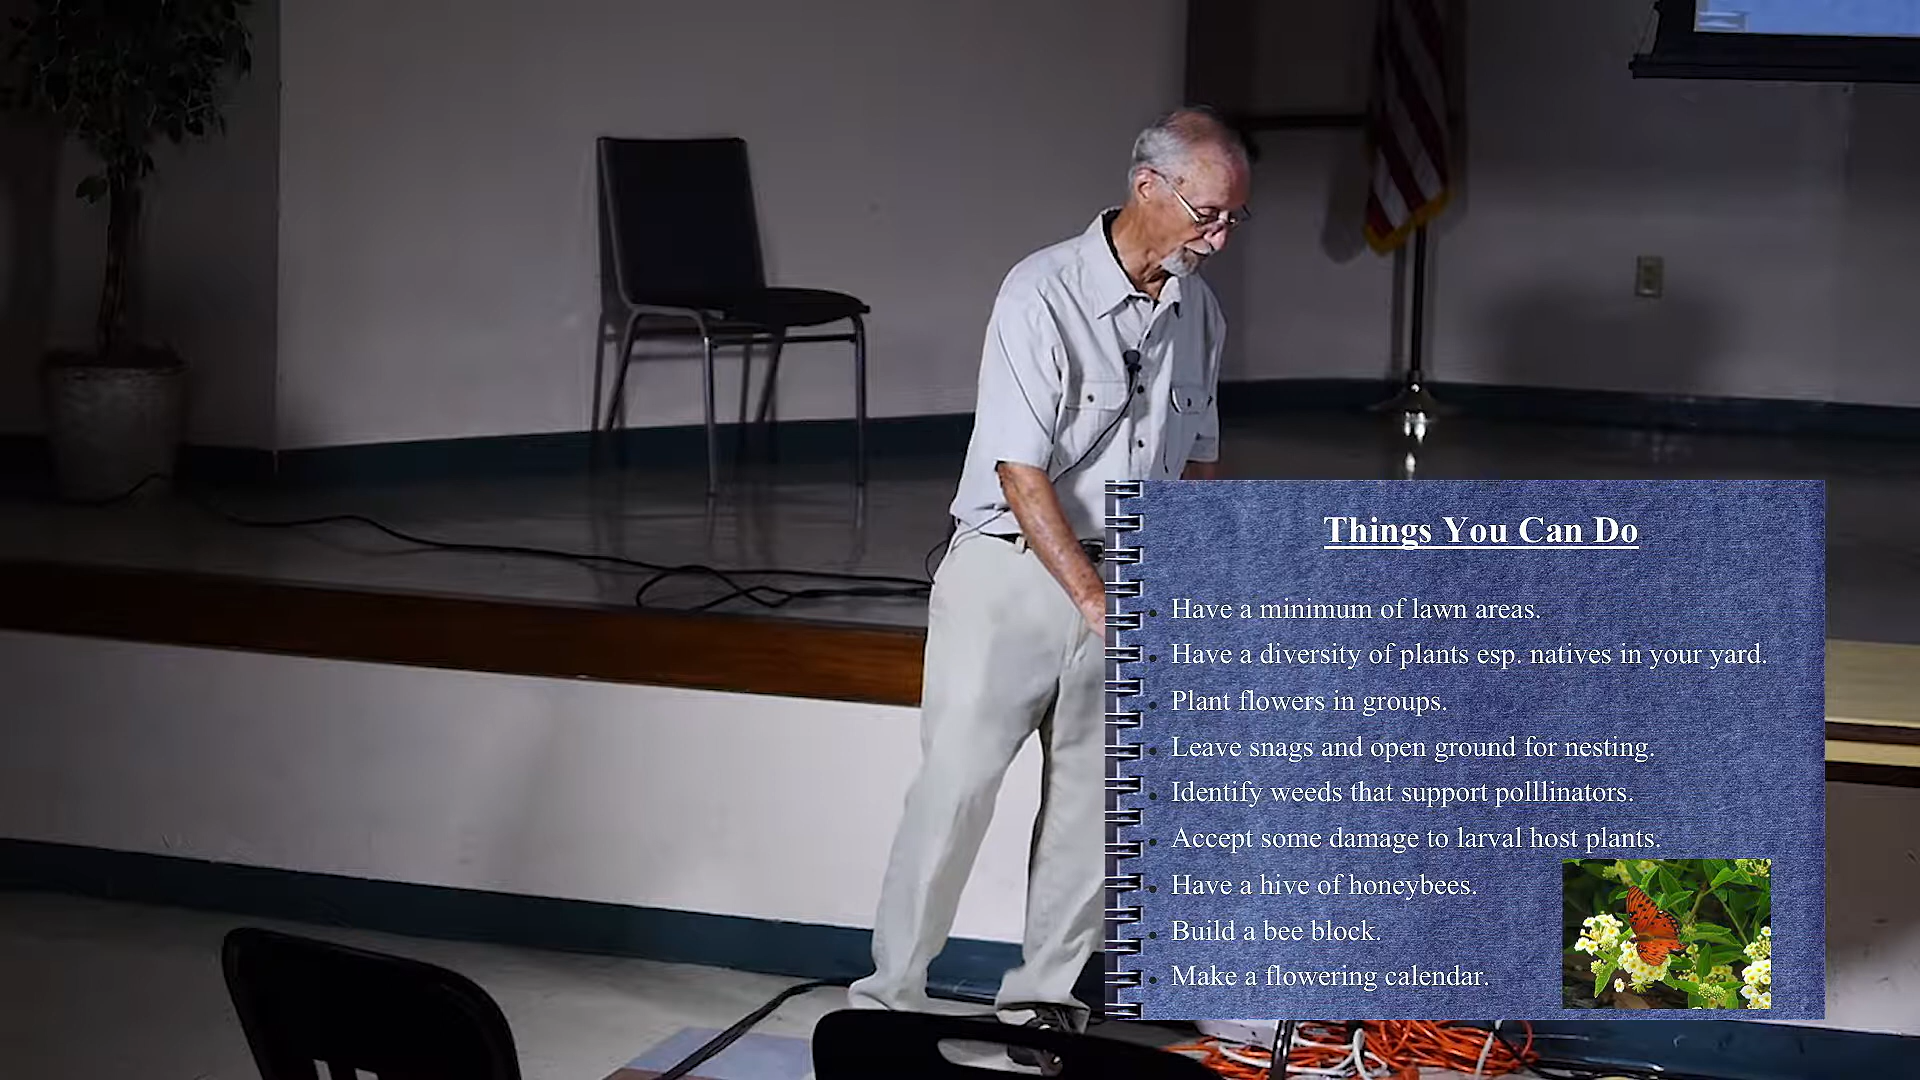 Things You Can Do
Have a minimum of lawn areas.
Have a diversity of plants esp. natives in your yard.
Plant flowers in groups.
Leave snags and open ground for nesting.
Identify weeds that support polllinators.
Accept some damage to larval host plants.
Have a hive of honeybees.
Build a bee block.
Make a flowering calendar.